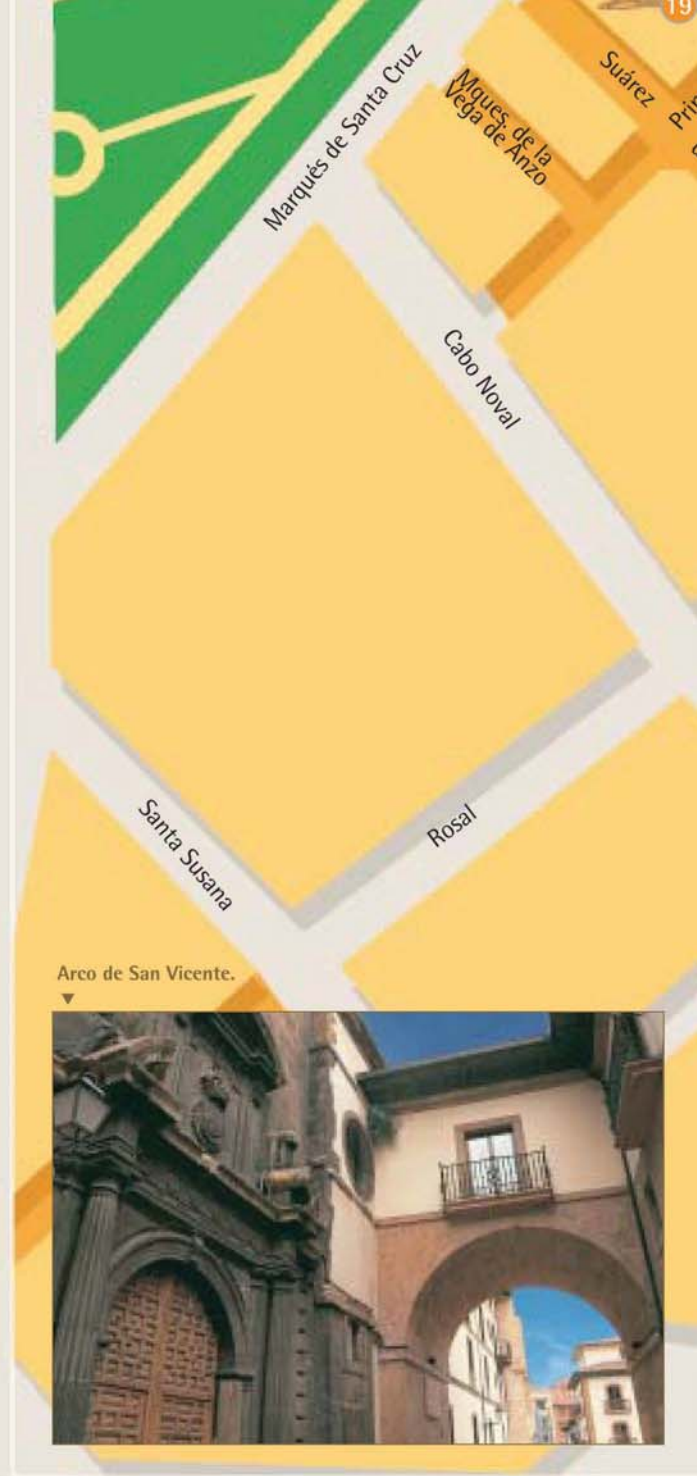 19
Marqués de Santa Cruz
Suárez
Mques. de la
Vega de Anzo
Cabo Noval
Santa Susana
Rosal
Arco de San Vicente.